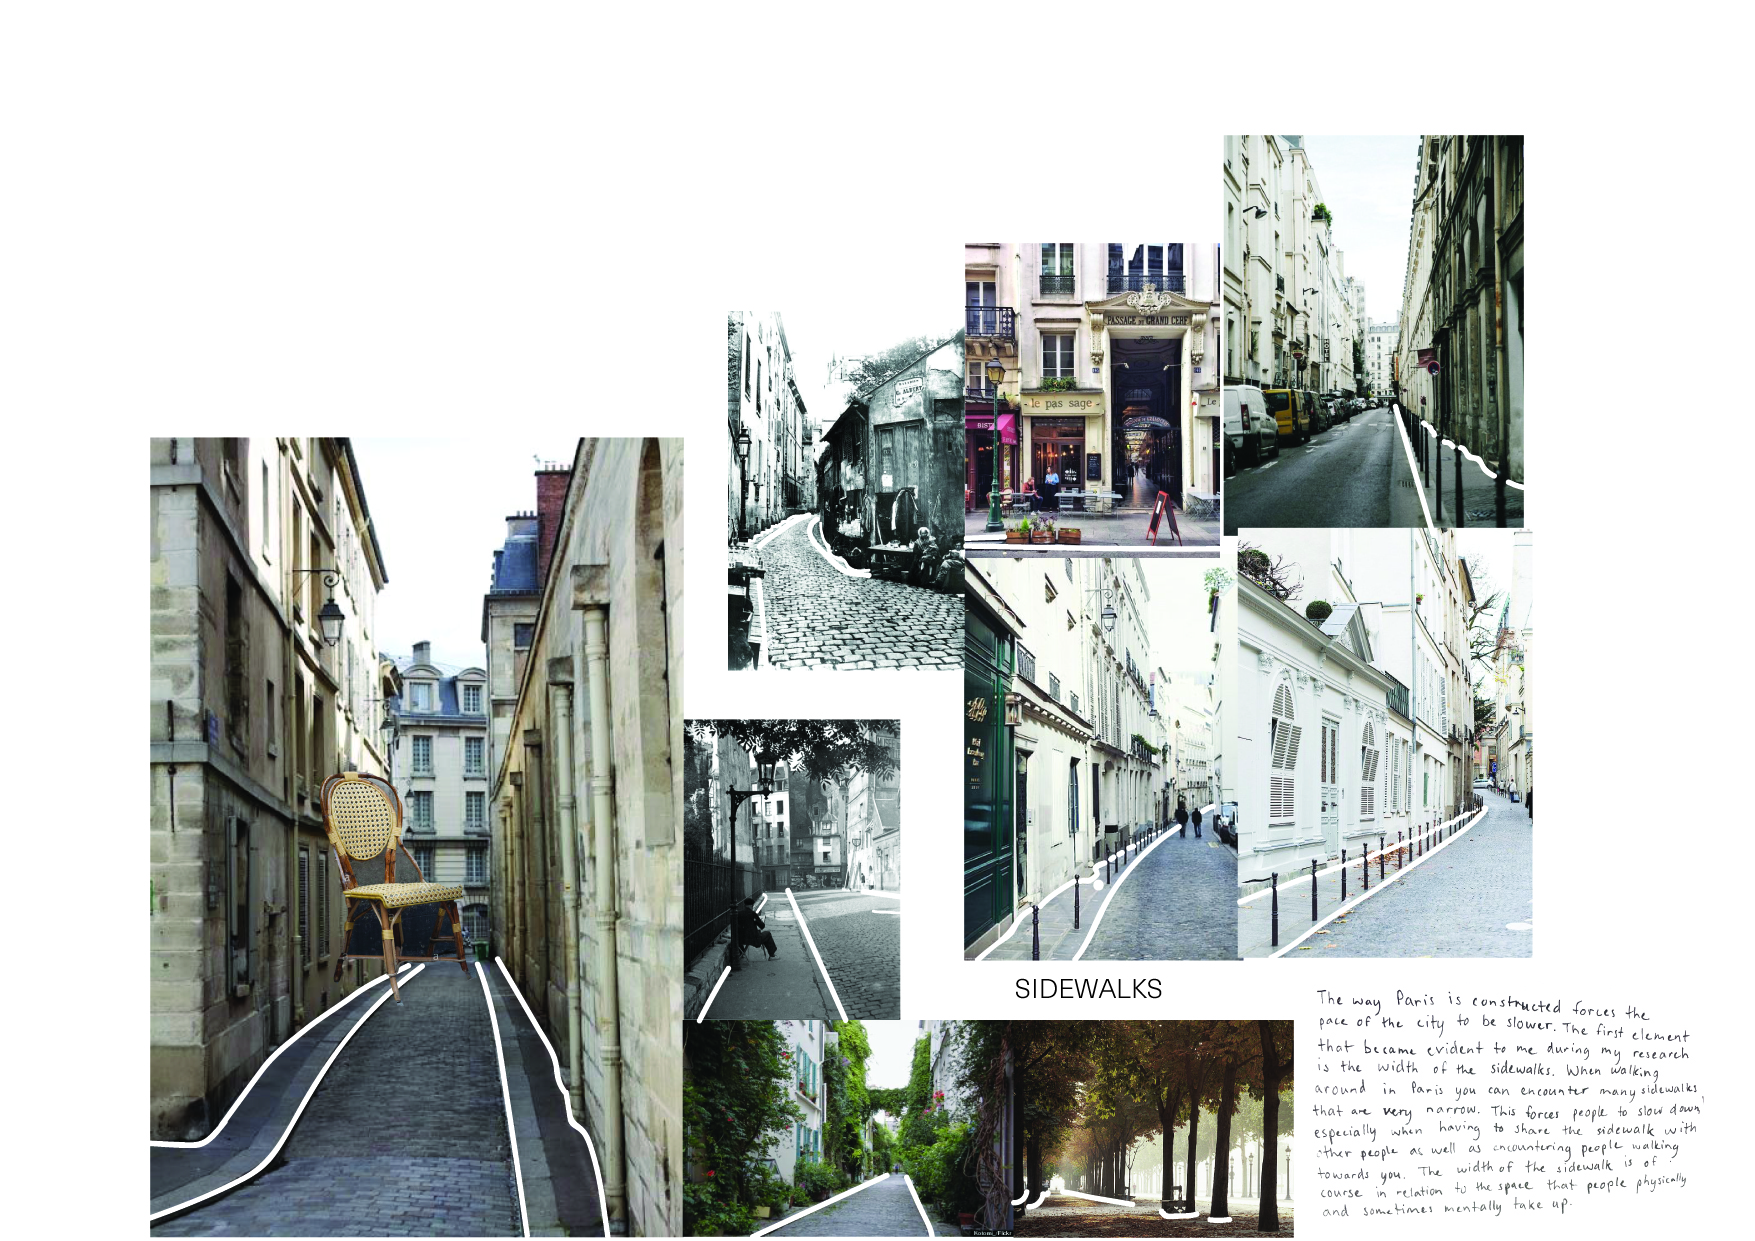 PASSAGE DU GRAND CERF
le pas sage
Le
BIST
G. ALBERT
SIDEWALKS
The way Paris is constructed forces the
pace of the city to be slower. The first element
that became evident to me during my research
is the width of the sidewalks. When walking
around in Paris you can encounter many sidewalks
that are very narrow. This forces people to slow down,
especially when having to share the sidewalk with
other people as well as encountering people walking
towards you. The width of the sidewalk is of
course in relation to the space that people physically
and sometimes mentally take up.